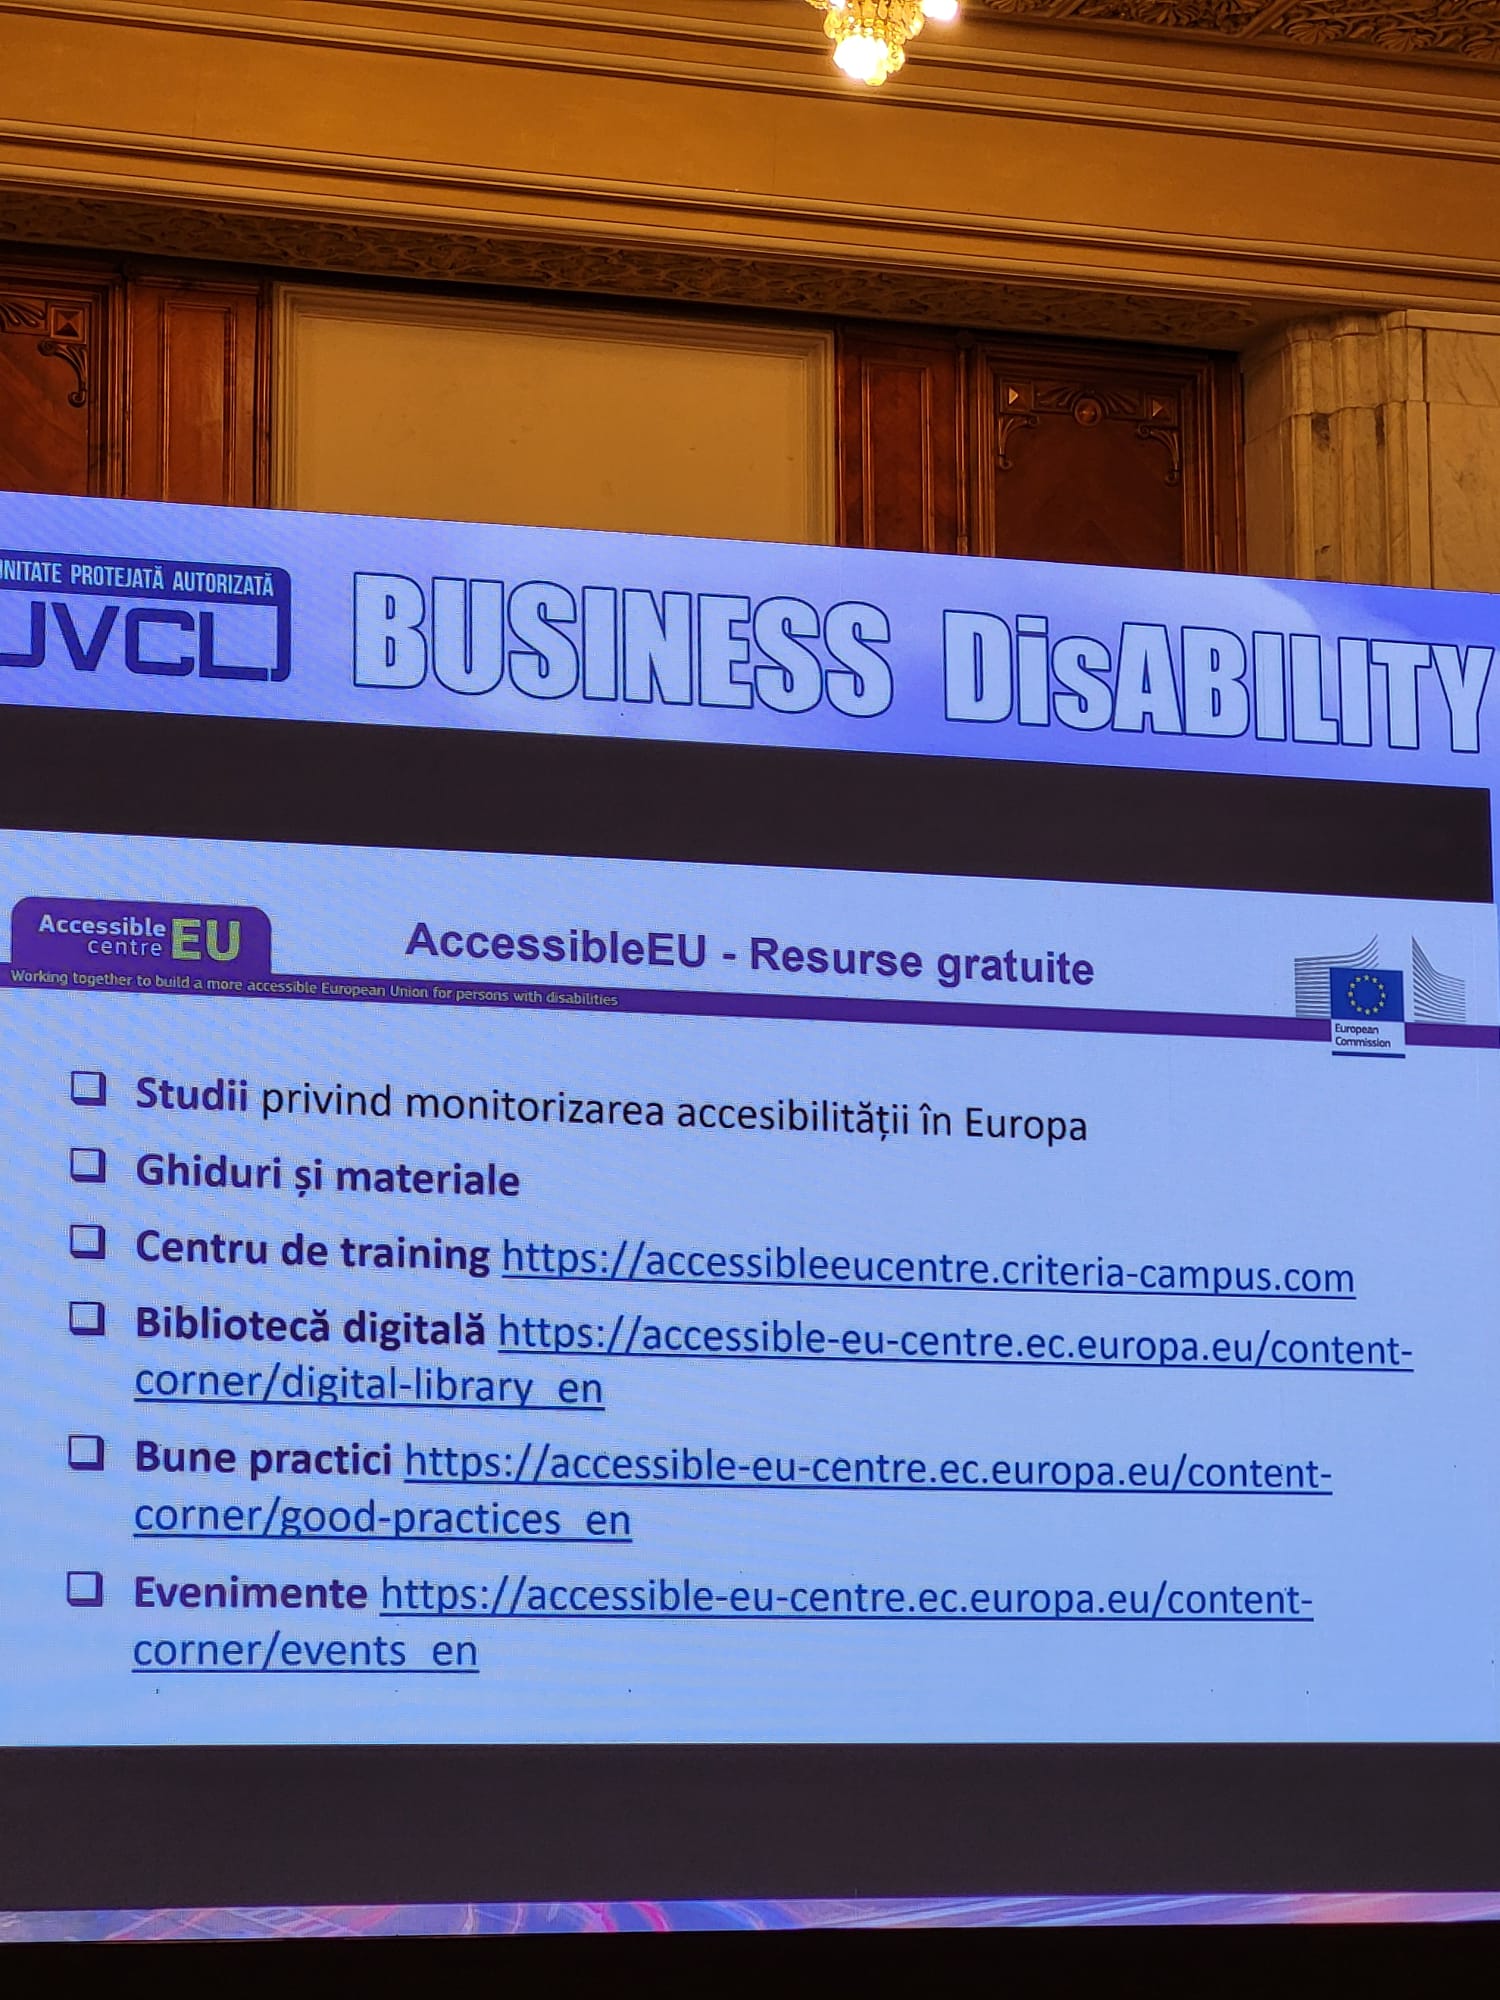 UNITATE PROTEJATĂ AUTORIZATĂ
JVCL
BUSINESS DisABILITY
Accessible
centre EU
Working together to build a more accessible European Union for persons with disabilities
AccessibleEU - Resurse gratuite
European
Commission
❑ Studii privind monitorizarea accesibilității în Europa
❑ Ghiduri și materiale
❑ Centru de training https://accessibleeucentre.criteria-campus.com
❑ Bibliotecă digitală https://accessible-eu-centre.ec.europa.eu/content-
corner/digital-library_en
❑ Bune practici https://accessible-eu-centre.ec.europa.eu/content-
corner/good-practices_en
❑ Evenimente https://accessible-eu-centre.ec.europa.eu/content-
corner/events_en